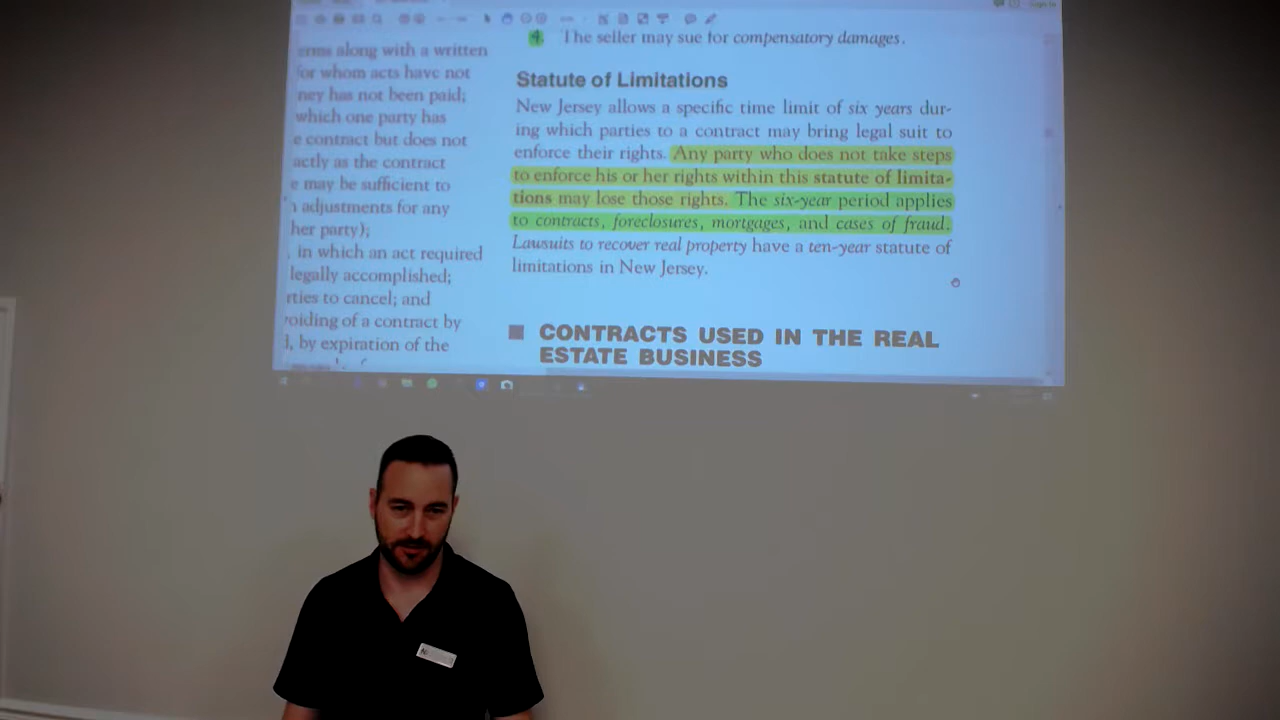 Sign In
enies along with a written
for whom acts have not
ney has not been paid;
which one party has
e contract but does not
actly as the contract
e may be sufficient to
adjustments for any
her party);
, in which an act required
legally accomplished;
rties to cancel; and
voiding of a contract by
l, by expiration of the
4. The seller may sue for compensatory damages.
Statute of Limitations
New Jersey allows a specific time limit of six years dur-
ing which parties to a contract may bring legal suit to
enforce their rights. Any party who does not take steps
to enforce his or her rights within this statute of limita-
tions may lose those rights. The six-year period applies
to contracts, foreclosures, mortgages, and cases of fraud.
Lawsuits to recover real property have a ten-year statute of
limitations in New Jersey.
CONTRACTS USED IN THE REAL
ESTATE BUSINESS